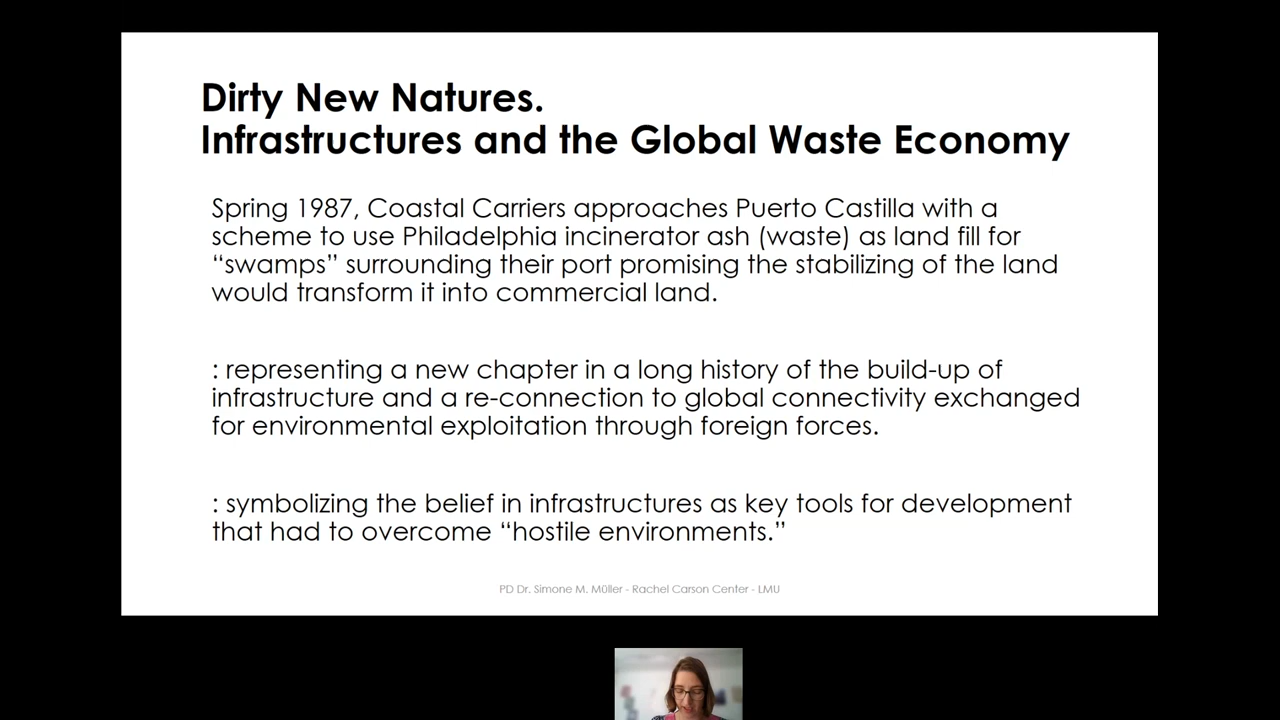 Dirty New Natures.
Infrastructures and the Global Waste Economy
Spring 1987, Coastal Carriers approaches Puerto Castilla with a
scheme to use Philadelphia incinerator ash (waste) as land fill for
“swamps” surrounding their port promising the stabilizing of the land
would transform it into commercial land.
: representing a new chapter in a long history of the build-up of
infrastructure and a re-connection to global connectivity exchanged
for environmental exploitation through foreign forces.
: symbolizing the belief in infrastructures as key tools for development
that had to overcome “hostile environments.”
PD Dr. Simone M. Müller - Rachel Carson Center - LMU